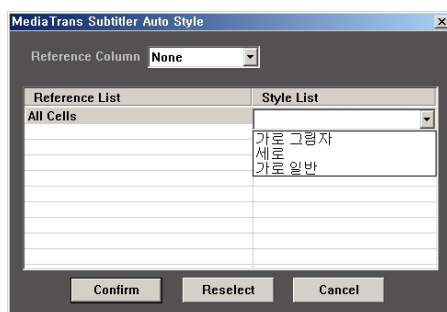 MediaTrans Subtitler Auto Style
Reference Column None
Reference List Style List
All Cells
가로 그림자
세로
가로 일반
Confirm Reselect Cancel